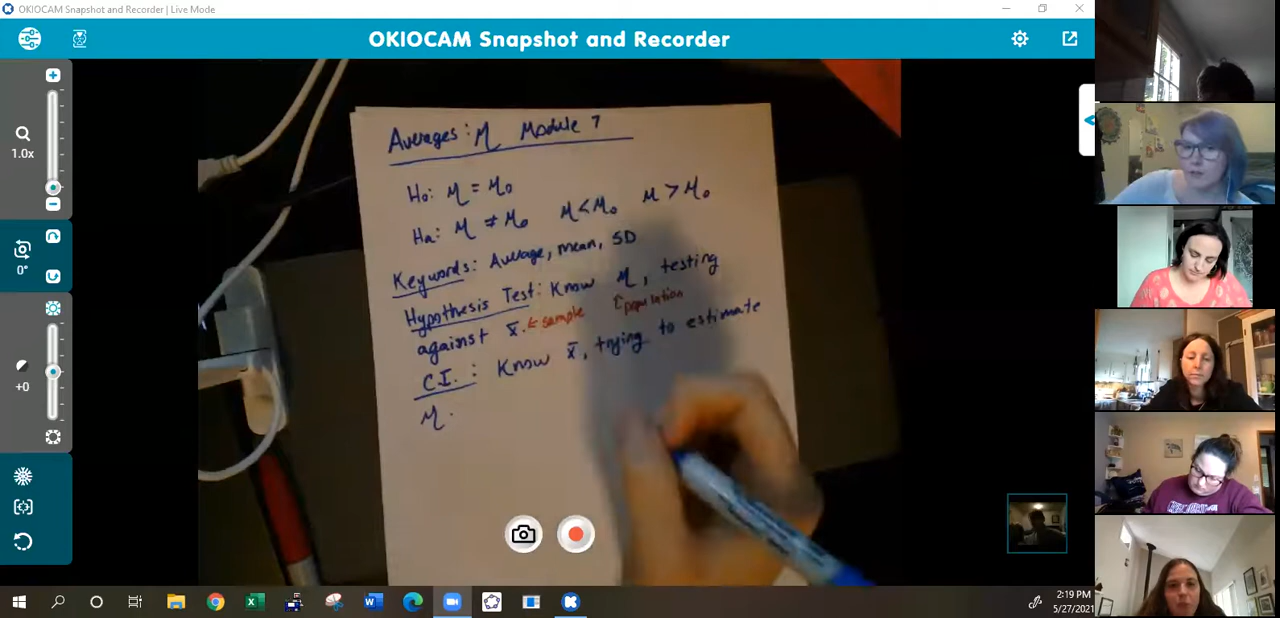 OKIOCAM Snapshot and Recorder | Live Mode
OKIOCAM Snapshot and Recorder
1.0x
0°
+0
Averages: μ Module 7
H₀: μ = μ₀
Ha: μ ≠ μ₀ μ < μ₀ μ > μ₀
Keywords: Average, mean, SD
Hypothesis Test: Know μ, testing
↑ population
against x̄. ← sample
C.I.: Know x̄, trying to estimate
μ.
2:19 PM
5/27/2021